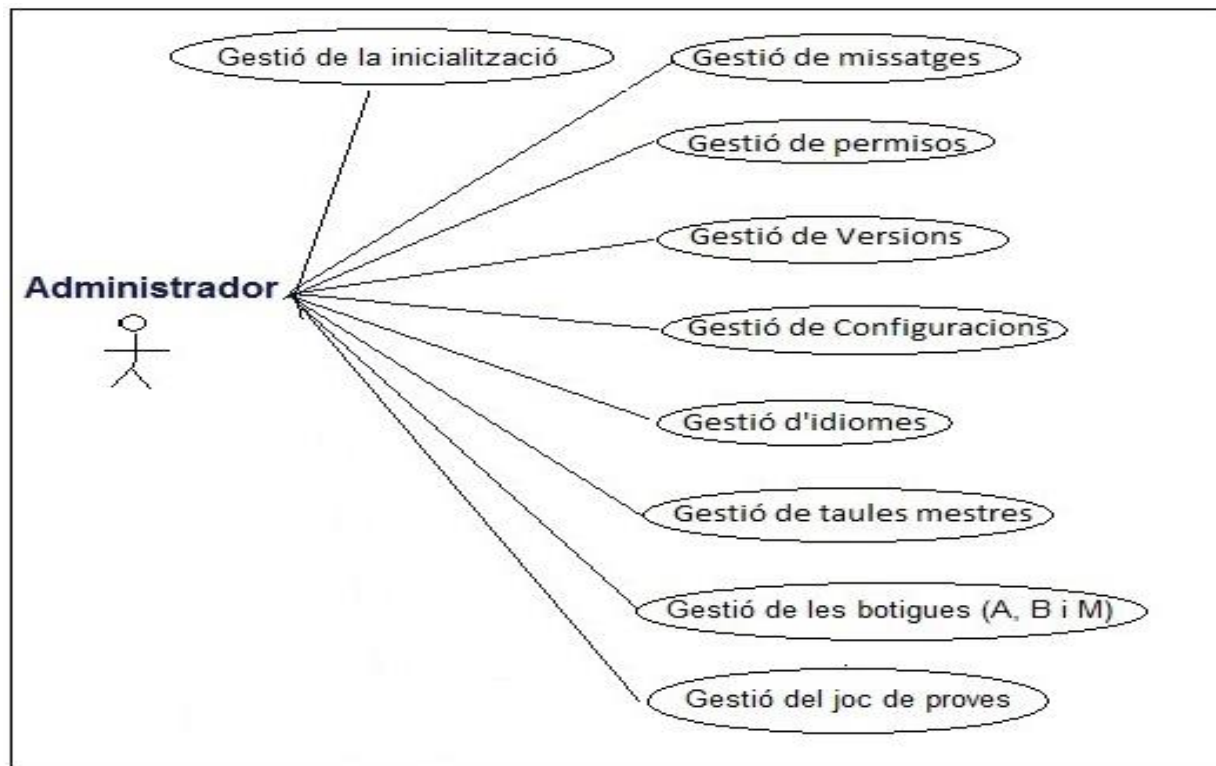 Gestió de la inicialització
Gestió de missatges
Gestió de permisos
Gestió de Versions
Administrador
Gestió de Configuracions
Gestió d'idiomes
Gestió de taules mestres
Gestió de les botigues (A, B i M)
Gestió del joc de proves